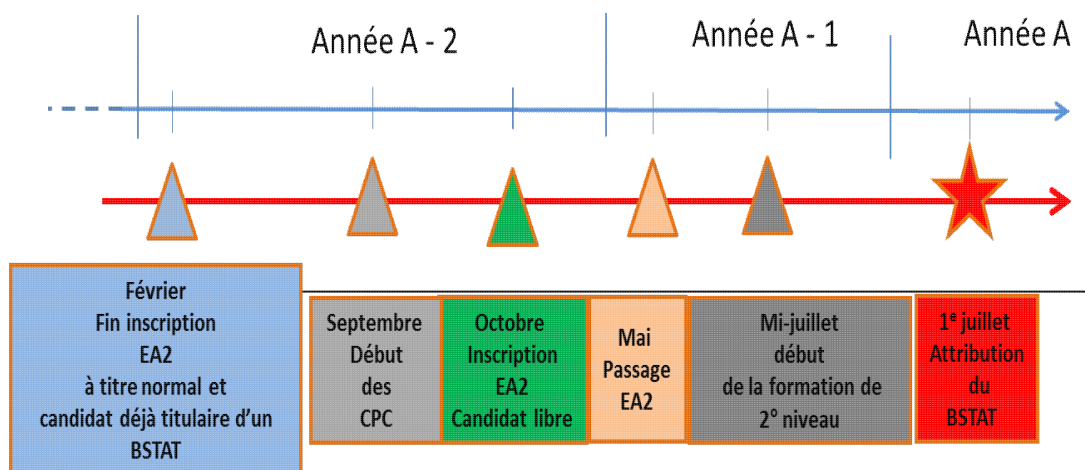 Année A - 2
Année A - 1
Année A
Février
Fin inscription
EA2
à titre normal et
candidat déjà titulaire d'un
BSTAT
Septembre
Début
des
CPC
Octobre
Inscription
EA2
Candidat libre
Mai
Passage
EA2
Mi-juillet
début
de la formation de
2° niveau
1e juillet
Attribution
du
BSTAT